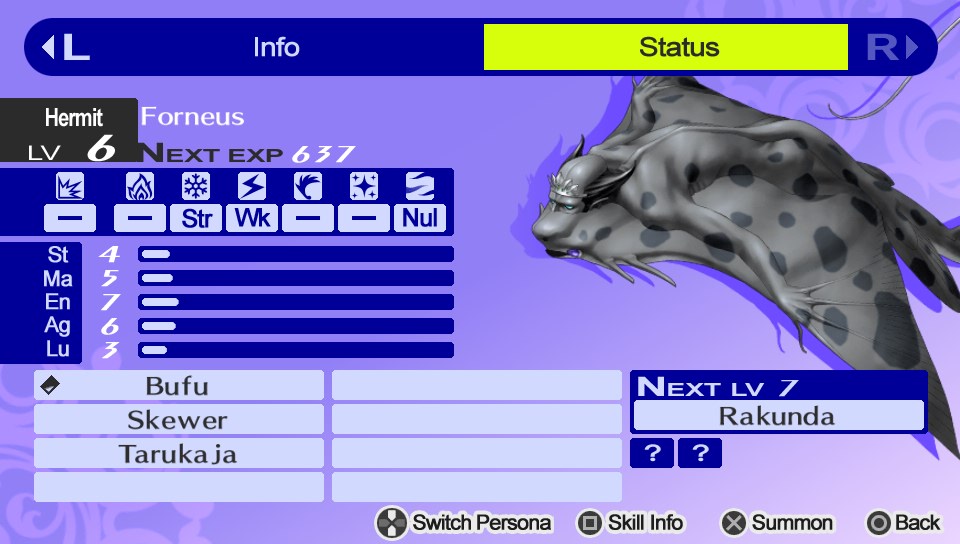 L Info Status R
Hermit Forneus
LV 6 NEXT EXP 637
— — Str Wk — — Nul
St 4
Ma 5
En 7
Ag 6
Lu 3
Bufu
Skewer
Tarukaja
NEXT LV 7
Rakunda
? ?
Switch Persona Skill Info Summon Back